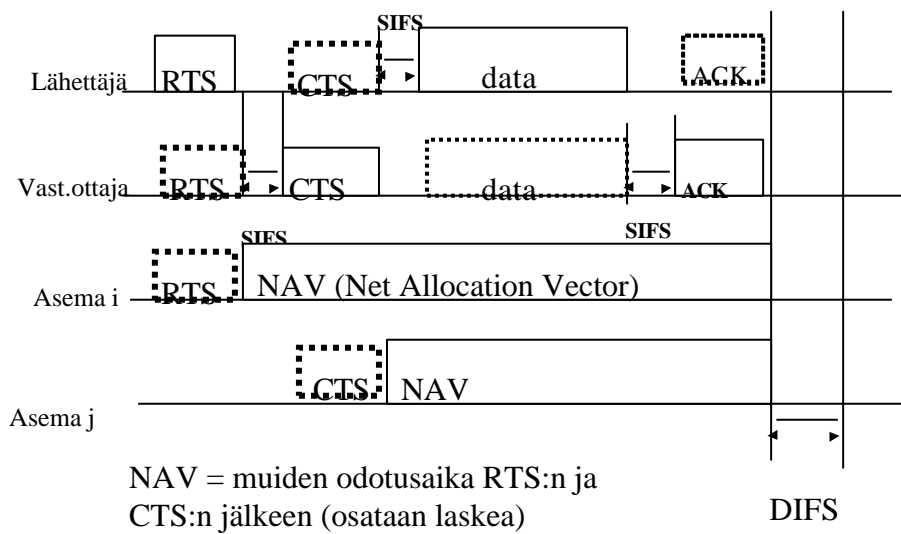 SIFS
Lähettäjä RTS CTS data ACK
Vast.ottaja RTS CTS data ACK
SIFS SIFS
Asema i RTS NAV (Net Allocation Vector)
CTS NAV
Asema j
NAV = muiden odotusaika RTS:n ja
CTS:n jälkeen (osataan laskea)
DIFS